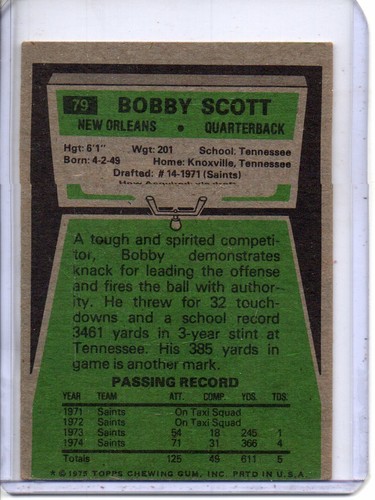 79 BOBBY SCOTT
NEW ORLEANS • QUARTERBACK
Hgt: 6'1" Wgt: 201 School: Tennessee
Born: 4-2-49 Home: Knoxville, Tennessee
Drafted: #14-1971 (Saints)
How Acquired: via draft
A tough and spirited competi-
tor, Bobby demonstrates
knack for leading the offense
and fires the ball with author-
ity. He threw for 32 touch-
downs and a school record
3461 yards in 3-year stint at
Tennessee. His 385 yards in
game is another mark.
PASSING RECORD
YEAR TEAM ATT. COMP. YDS. TDS.
1971 Saints On Taxi Squad
1972 Saints On Taxi Squad
1973 Saints 54 18 245 1
1974 Saints 71 31 366 4
Totals 125 49 611 5
* © 1975 TOPPS CHEWING GUM, INC. PRTD IN U.S.A.